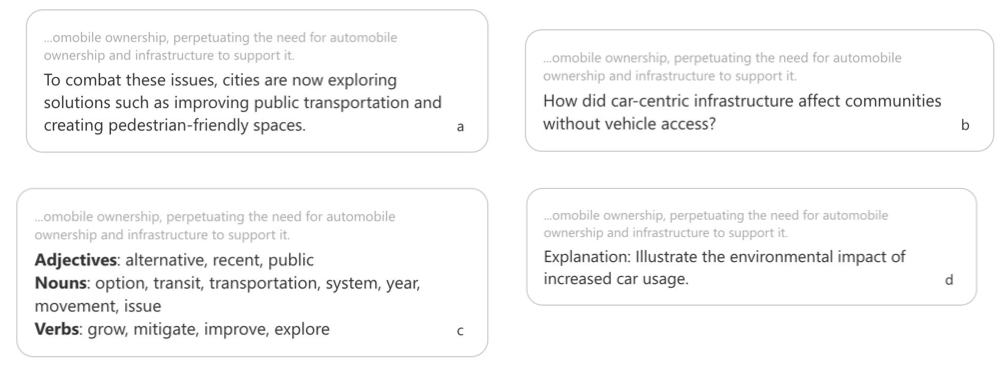 ...omobile ownership, perpetuating the need for automobile
ownership and infrastructure to support it.
To combat these issues, cities are now exploring
solutions such as improving public transportation and
creating pedestrian-friendly spaces.
a
...omobile ownership, perpetuating the need for automobile
ownership and infrastructure to support it.
How did car-centric infrastructure affect communities
without vehicle access?
b
...omobile ownership, perpetuating the need for automobile
ownership and infrastructure to support it.
Adjectives: alternative, recent, public
Nouns: option, transit, transportation, system, year,
movement, issue
Verbs: grow, mitigate, improve, explore
c
...omobile ownership, perpetuating the need for automobile
ownership and infrastructure to support it.
Explanation: Illustrate the environmental impact of
increased car usage.
d